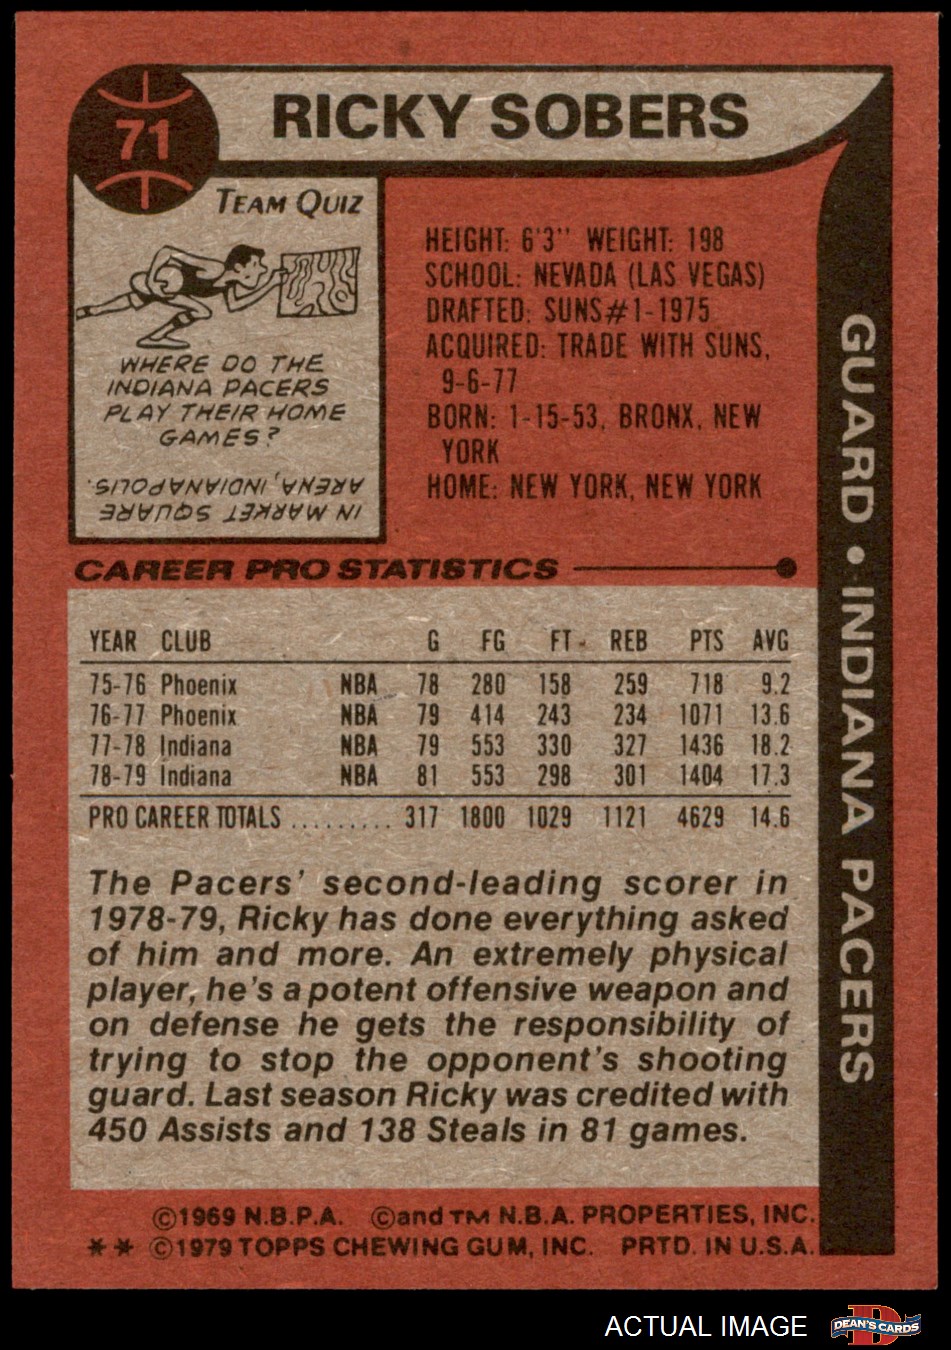 71
RICKY SOBERS
TEAM QUIZ
WHERE DO THE
INDIANA PACERS
PLAY THEIR HOME
GAMES?
IN MARKET SQUARE
ARENA, INDIANAPOLIS.
HEIGHT: 6'3'' WEIGHT: 198
SCHOOL: NEVADA (LAS VEGAS)
DRAFTED: SUNS#1-1975
ACQUIRED: TRADE WITH SUNS,
9-6-77
BORN: 1-15-53, BRONX, NEW
YORK
HOME: NEW YORK, NEW YORK
GUARD • INDIANA PACERS
CAREER PRO STATISTICS
YEAR CLUB G FG FT REB PTS AVG
75-76 Phoenix NBA 78 280 158 259 718 9.2
76-77 Phoenix NBA 79 414 243 234 1071 13.6
77-78 Indiana NBA 79 553 330 327 1436 18.2
78-79 Indiana NBA 81 553 298 301 1404 17.3
PRO CAREER TOTALS ......... 317 1800 1029 1121 4629 14.6
The Pacers' second-leading scorer in
1978-79, Ricky has done everything asked
of him and more. An extremely physical
player, he's a potent offensive weapon and
on defense he gets the responsibility of
trying to stop the opponent's shooting
guard. Last season Ricky was credited with
450 Assists and 138 Steals in 81 games.
©1969 N.B.P.A. ©and TM N.B.A. PROPERTIES, INC.
** ©1979 TOPPS CHEWING GUM, INC. PRTD. IN U.S.A.
ACTUAL IMAGE
D
DEAN'S CARDS